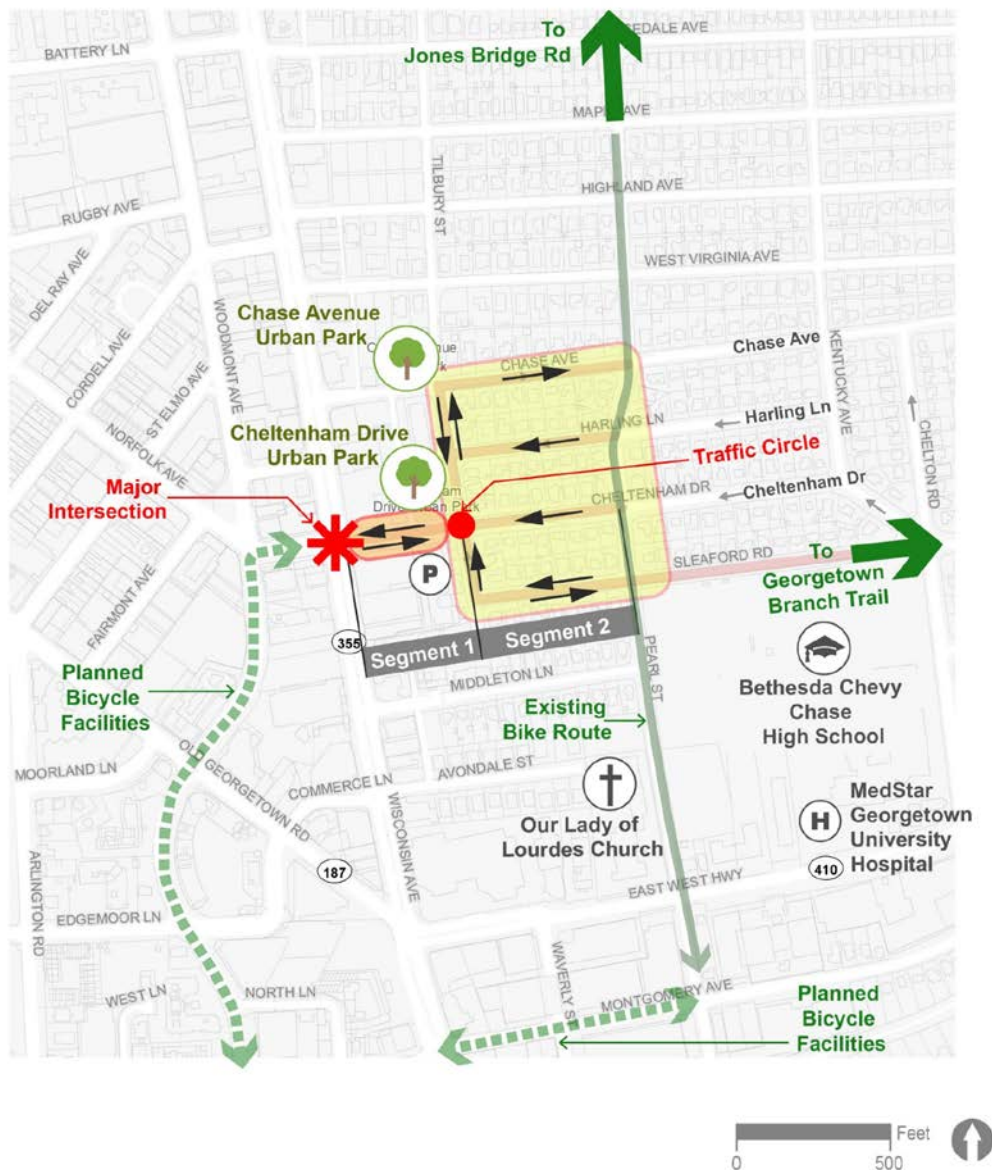 To
Jones Bridge Rd
EDALE AVE
BATTERY LN
MAPLE AVE
TILBURY ST
HIGHLAND AVE
RUGBY AVE
WEST VIRGINIA AVE
DEL RAY AVE
WOODMONT AVE
Chase Avenue
Urban Park
CHASE AVE
Chase Ave
KENTUCKY AVE
CORDELL AVE
ST ELMO AVE
NORFOLK AVE
HARLING LN
Harling Ln
CHELTON RD
Cheltenham Drive
Urban Park
Traffic Circle
Major
Intersection
CHELTENHAM DR
Cheltenham Dr
P
SLEAFORD RD
To
Georgetown
Branch Trail
FAIRMONT AVE
355
Segment 1
Segment 2
MIDDLETON LN
PEARL ST
Planned
Bicycle
Facilities
Existing
Bike Route
Bethesda Chevy
Chase
High School
MOORLAND LN
OLD GEORGETOWN RD
COMMERCE LN
AVONDALE ST
WISCONSIN AVE
Our Lady of
Lourdes Church
H
MedStar
Georgetown
University
Hospital
410
187
ARLINGTON RD
EDGEMOOR LN
EAST WEST HWY
WAVERLY ST
WEST LN
NORTH LN
MONTGOMERY AVE
Planned
Bicycle
Facilities
Feet
0
500